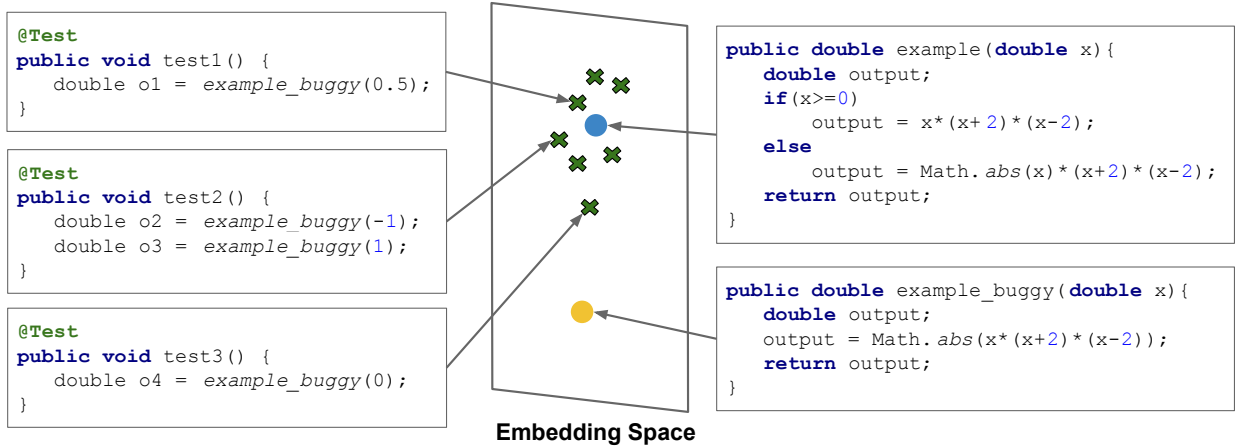 @Test
public void test1() {
double o1 = example_buggy(0.5);
}
@Test
public void test2() {
double o2 = example_buggy(-1);
double o3 = example_buggy(1);
}
@Test
public void test3() {
double o4 = example_buggy(0);
}
Embedding Space
public double example(double x){
double output;
if(x>=0)
output = x*(x+2)*(x-2);
else
output = Math.abs(x)*(x+2)*(x-2);
return output;
}
public double example_buggy(double x){
double output;
output = Math.abs(x*(x+2)*(x-2));
return output;
}